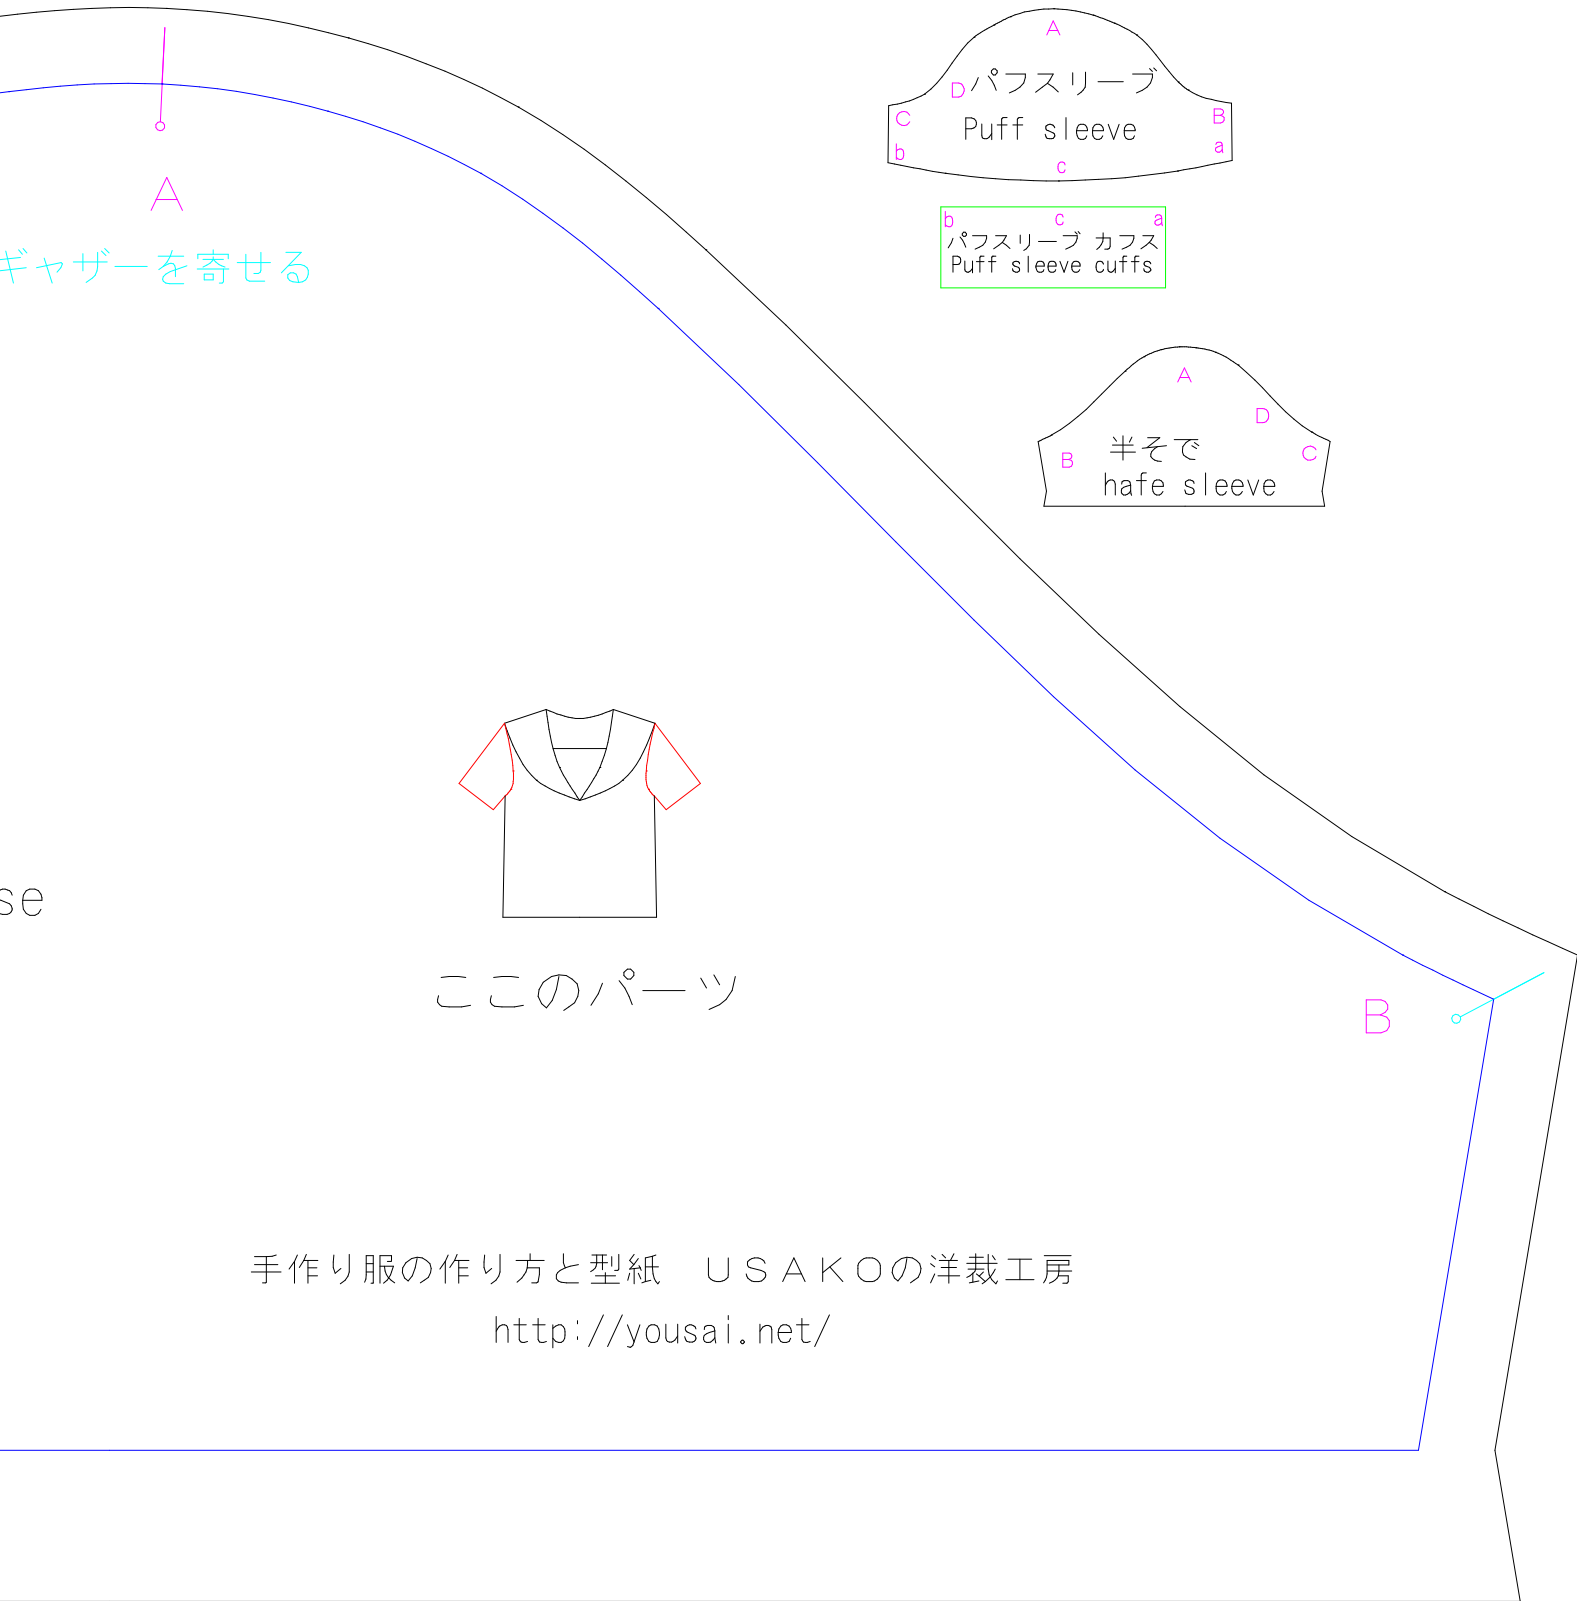 A
ギャザーを寄せる
A
Dパフスリーブ
C Puff sleeve B
b c a
b c a
パフスリーブ カフス
Puff sleeve cuffs
A
D
B 半そで C
hafe sleeve
se
ここのパーツ
B
手作り服の作り方と型紙　USAKOの洋裁工房
http://yousai.net/